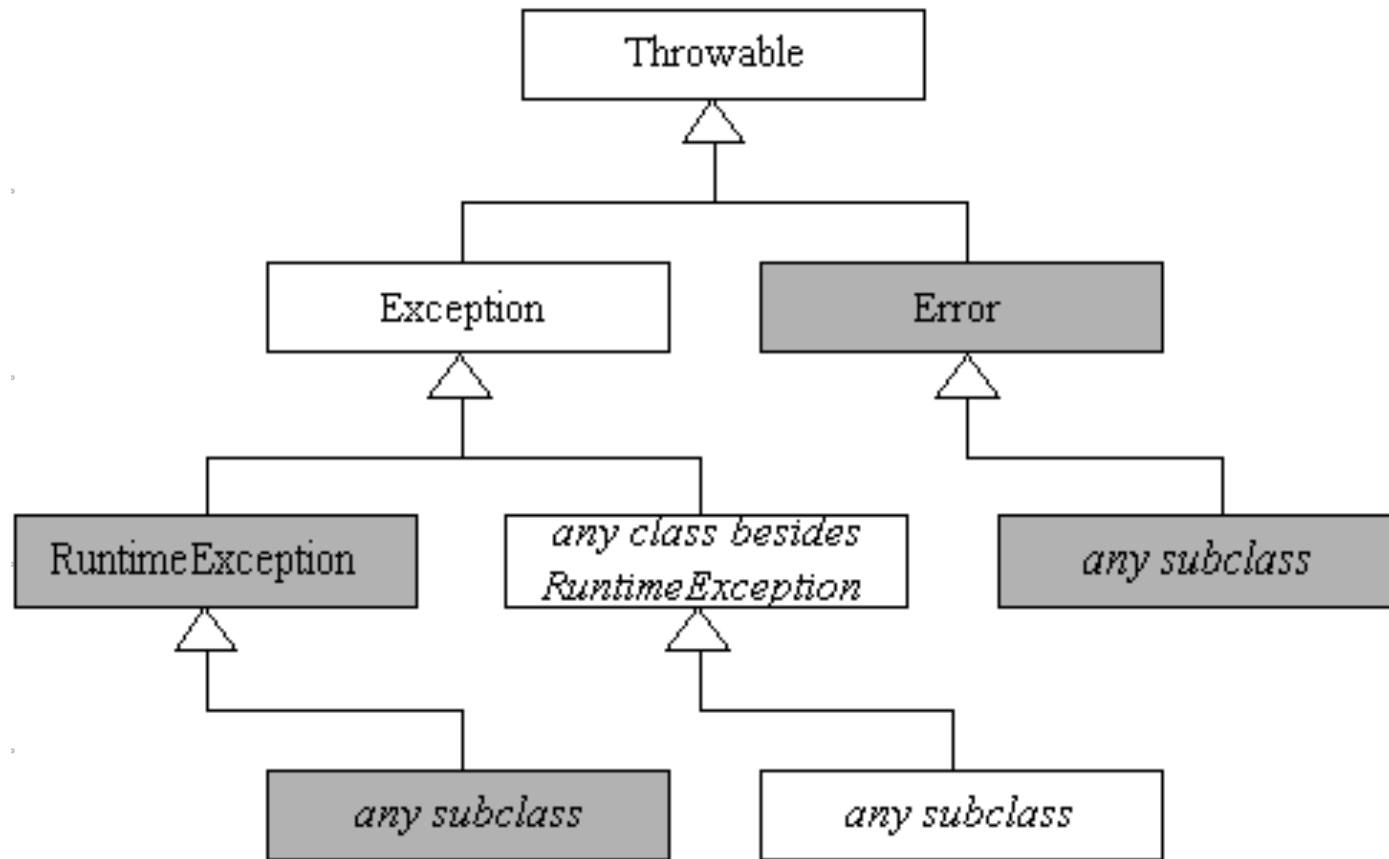 Throwable
Exception
Error
RuntimeException
any class besides
RuntimeException
any subclass
any subclass
any subclass